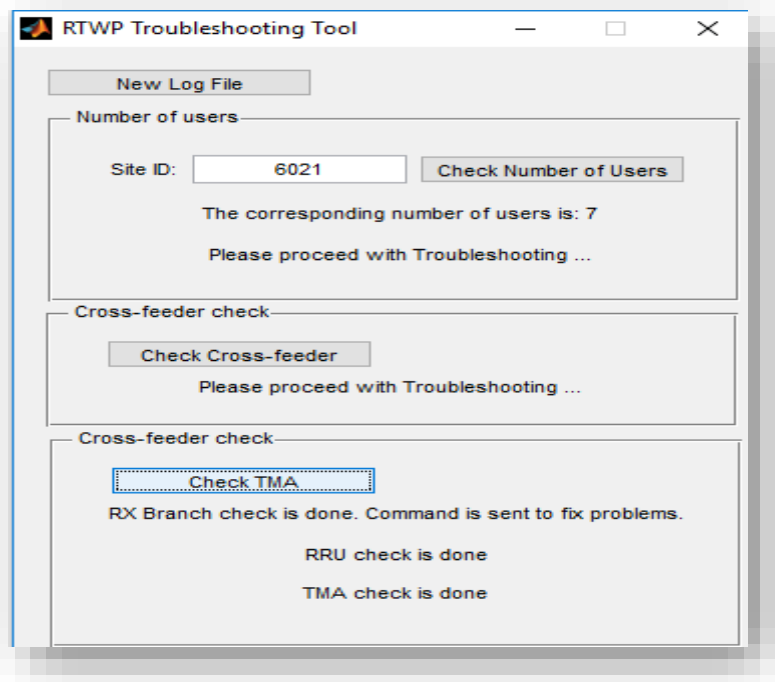 RTWP Troubleshooting Tool
New Log File
Number of users
Site ID: 6021 Check Number of Users
The corresponding number of users is: 7
Please proceed with Troubleshooting ...
Cross-feeder check
Check Cross-feeder
Please proceed with Troubleshooting ...
Cross-feeder check
Check TMA
RX Branch check is done. Command is sent to fix problems.
RRU check is done
TMA check is done